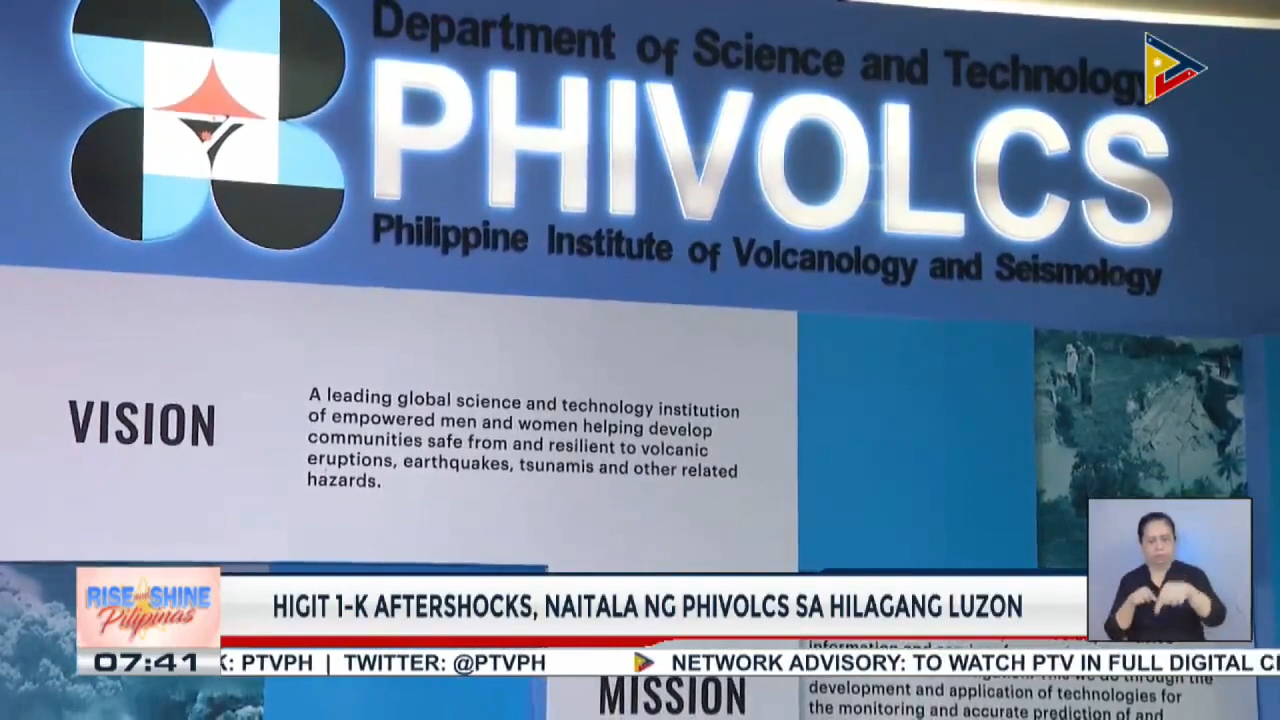 Department of Science and Technology
PHIVOLCS
Philippine Institute of Volcanology and Seismology
VISION
A leading global science and technology institution
of empowered men and women helping develop
communities safe from and resilient to volcanic
eruptions, earthquakes, tsunamis and other related
hazards.
RISE and SHINE
Pilipinas
HIGIT 1-K AFTERSHOCKS, NAITALA NG PHIVOLCS SA HILAGANG LUZON
07:41
K: PTVPH | TWITTER: @PTVPH NETWORK ADVISORY: TO WATCH PTV IN FULL DIGITAL
MISSION
development and application of technologies for
the monitoring and accurate prediction of and